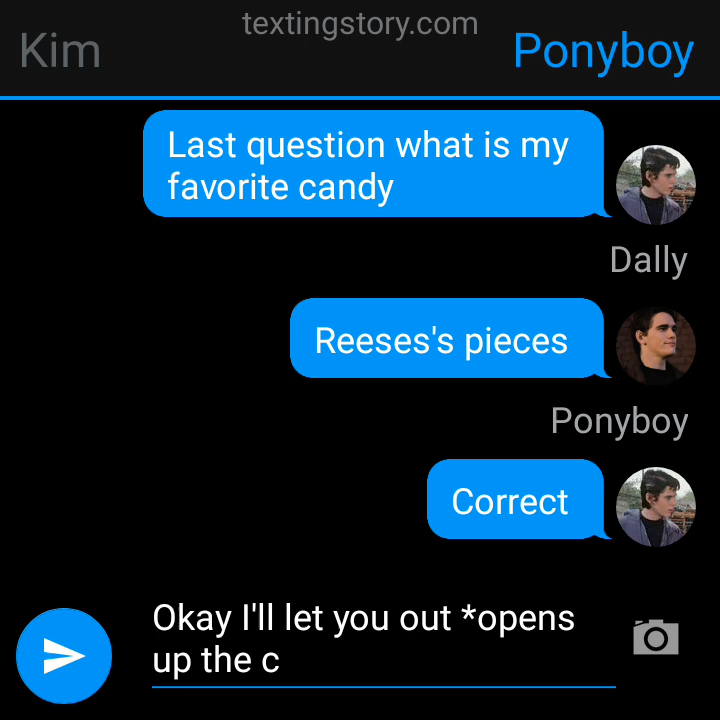 textingstory.com
Kim
Ponyboy
Last question what is my
favorite candy
Dally
Reeses's pieces
Ponyboy
Correct
Okay I'll let you out *opens
up the c